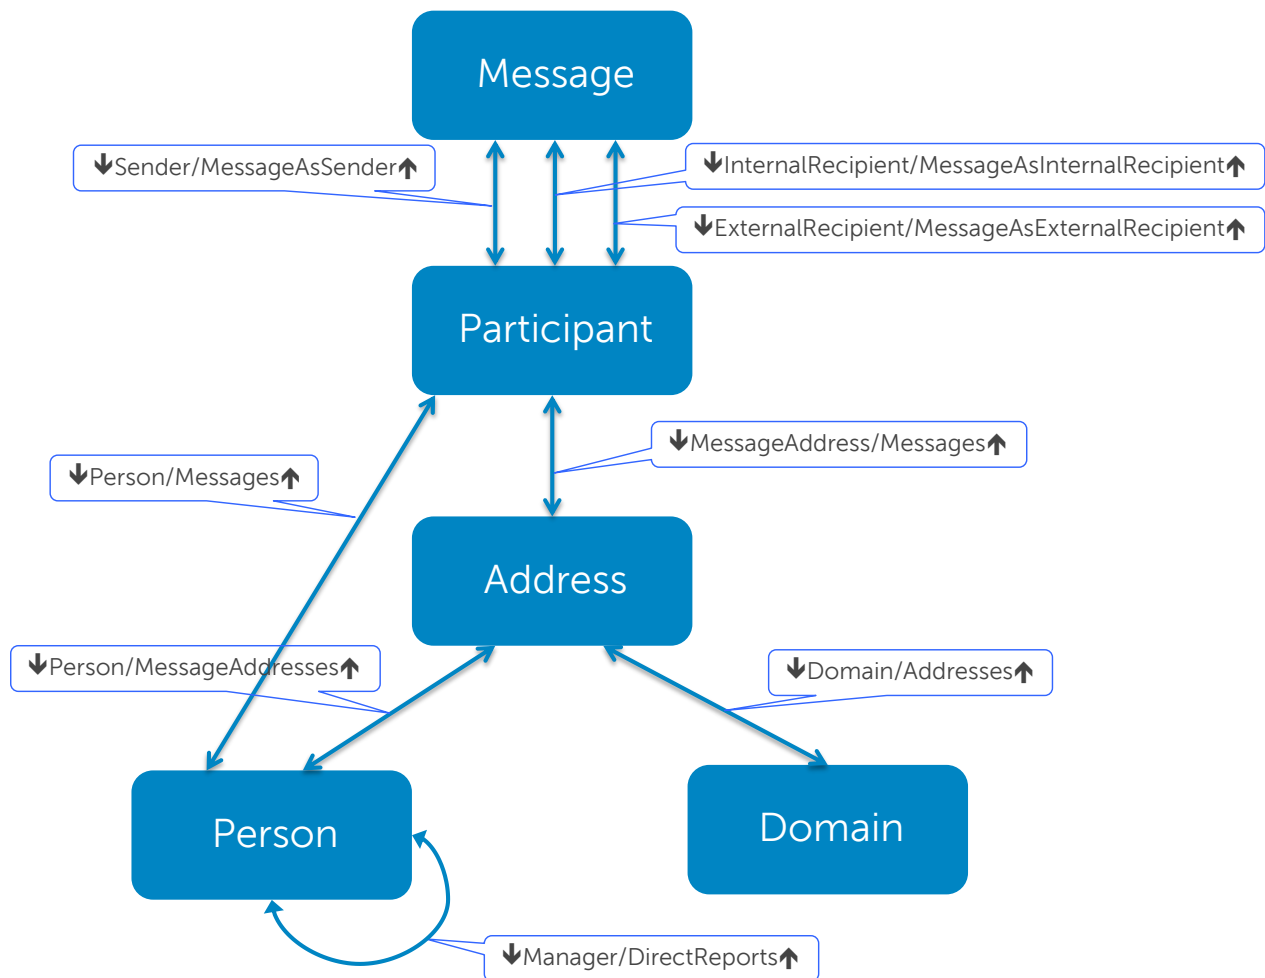 Message
🡻Sender/MessageAsSender🡹
🡻InternalRecipient/MessageAsInternalRecipient🡹
🡻ExternalRecipient/MessageAsExternalRecipient🡹
Participant
🡻MessageAddress/Messages🡹
🡻Person/Messages🡹
Address
🡻Person/MessageAddresses🡹
🡻Domain/Addresses🡹
Person
Domain
🡻Manager/DirectReports🡹